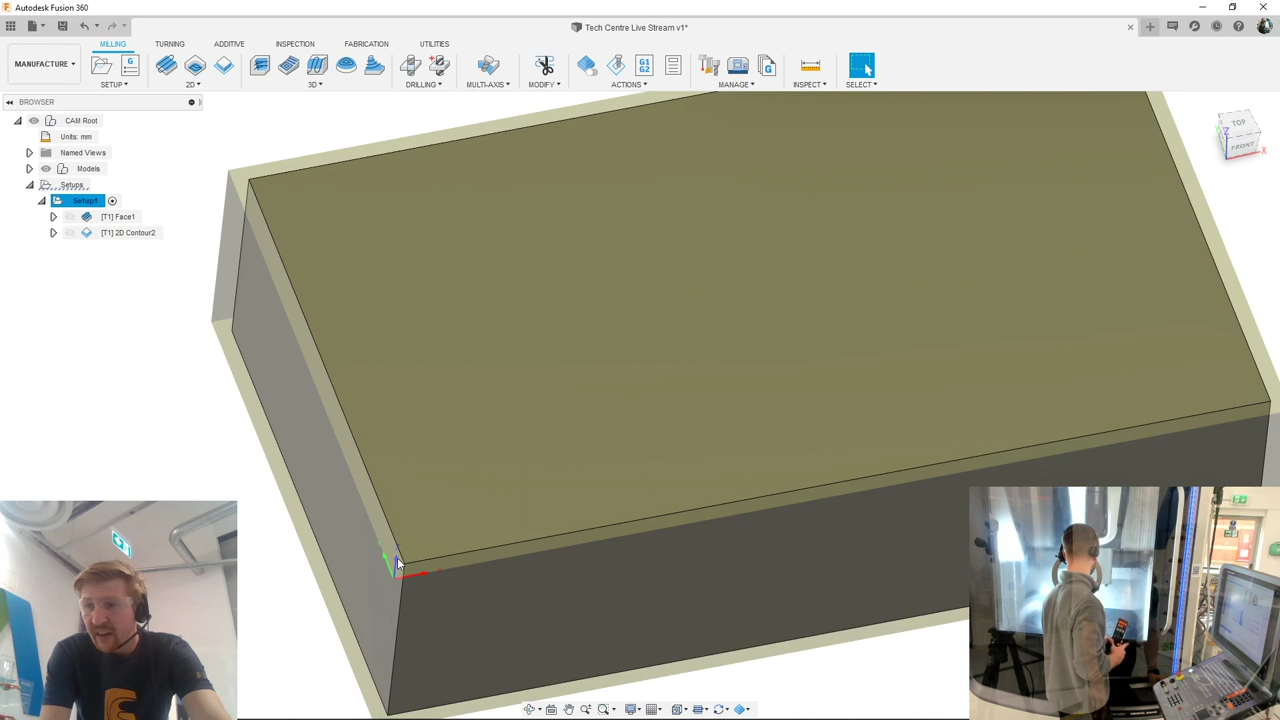 Autodesk Fusion 360
Tech Centre Live Stream v1*
MANUFACTURE
MILLING TURNING ADDITIVE INSPECTION FABRICATION UTILITIES
G G1 G2 G
SETUP 2D 3D DRILLING MULTI-AXIS MODIFY ACTIONS MANAGE INSPECT SELECT
BROWSER
CAM Root
Units: mm
Named Views
Models
Setups
Setup1
[T1] Face1
[T1] 2D Contour2
TOP
FRONT
Z
X